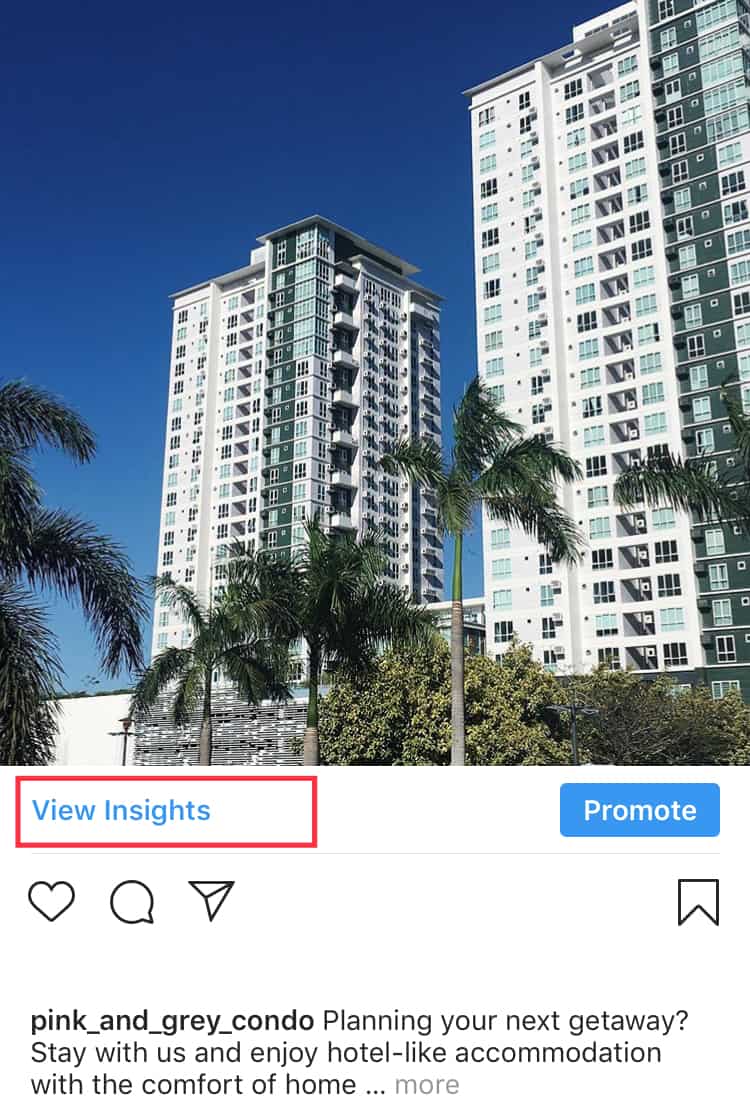 View Insights
Promote
pink_and_grey_condo Planning your next getaway?
Stay with us and enjoy hotel-like accommodation
with the comfort of home ... more